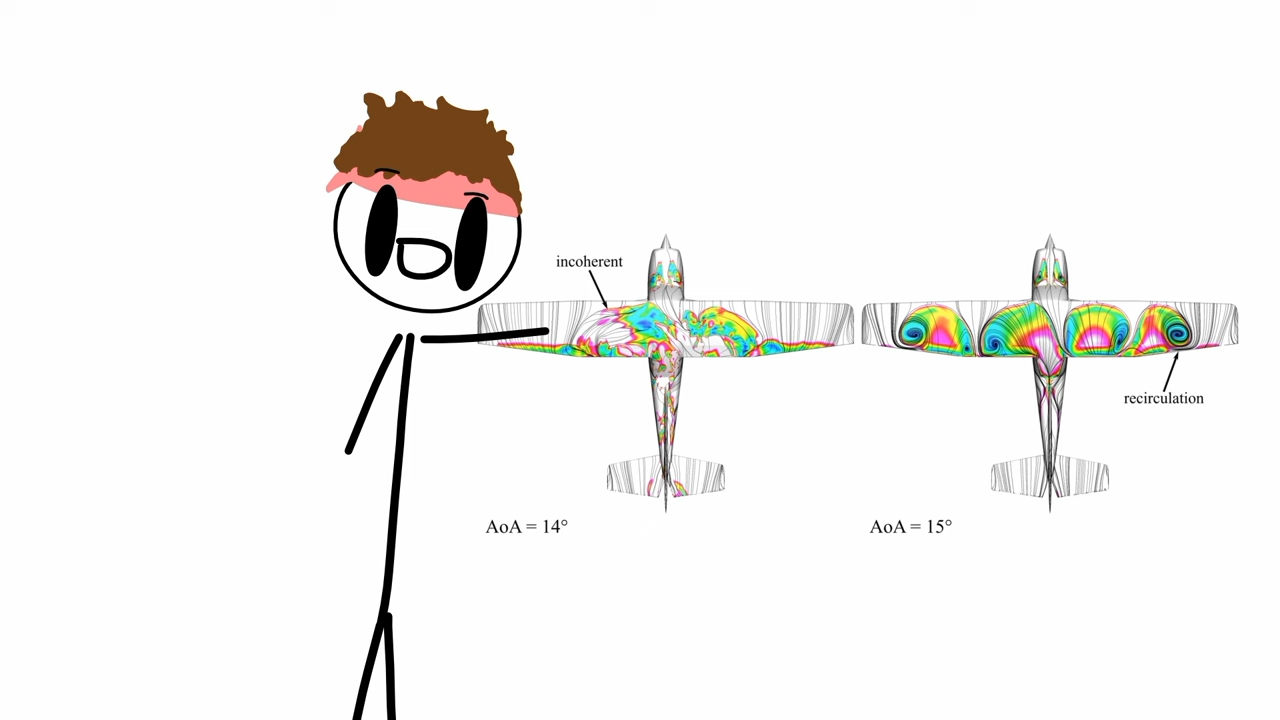 incoherent
recirculation
AoA = 14°
AoA = 15°